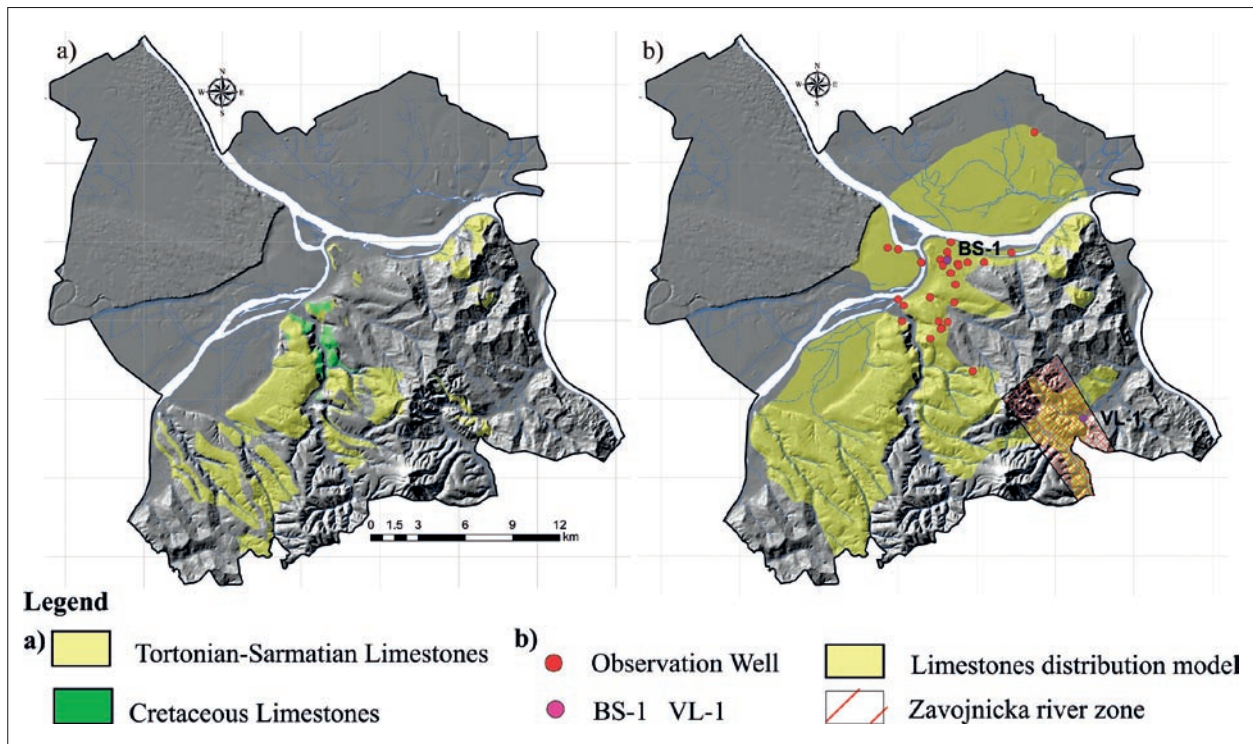 a)
N
W E
S
0 1.5 3 6 9 12
km
b)
N
W E
S
BS-1
VL-1
Legend
a)
Tortonian-Sarmatian Limestones
Cretaceous Limestones
b)
Observation Well
BS-1 VL-1
Limestones distribution model
Zavojnicka river zone